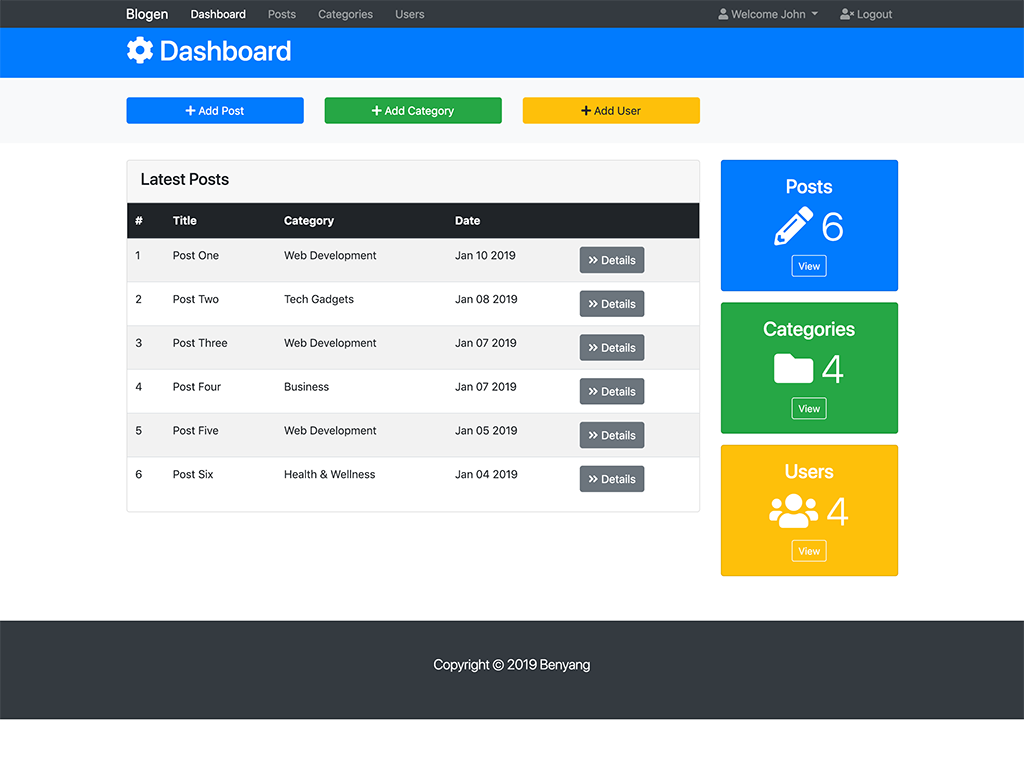 Blogen Dashboard Posts Categories Users Welcome John Logout
Dashboard
Add Post Add Category Add User
Latest Posts
# Title Category Date
1 Post One Web Development Jan 10 2019 Details
2 Post Two Tech Gadgets Jan 08 2019 Details
3 Post Three Web Development Jan 07 2019 Details
4 Post Four Business Jan 07 2019 Details
5 Post Five Web Development Jan 05 2019 Details
6 Post Six Health & Wellness Jan 04 2019 Details
Posts
6
View
Categories
4
View
Users
4
View
Copyright © 2019 Benyang